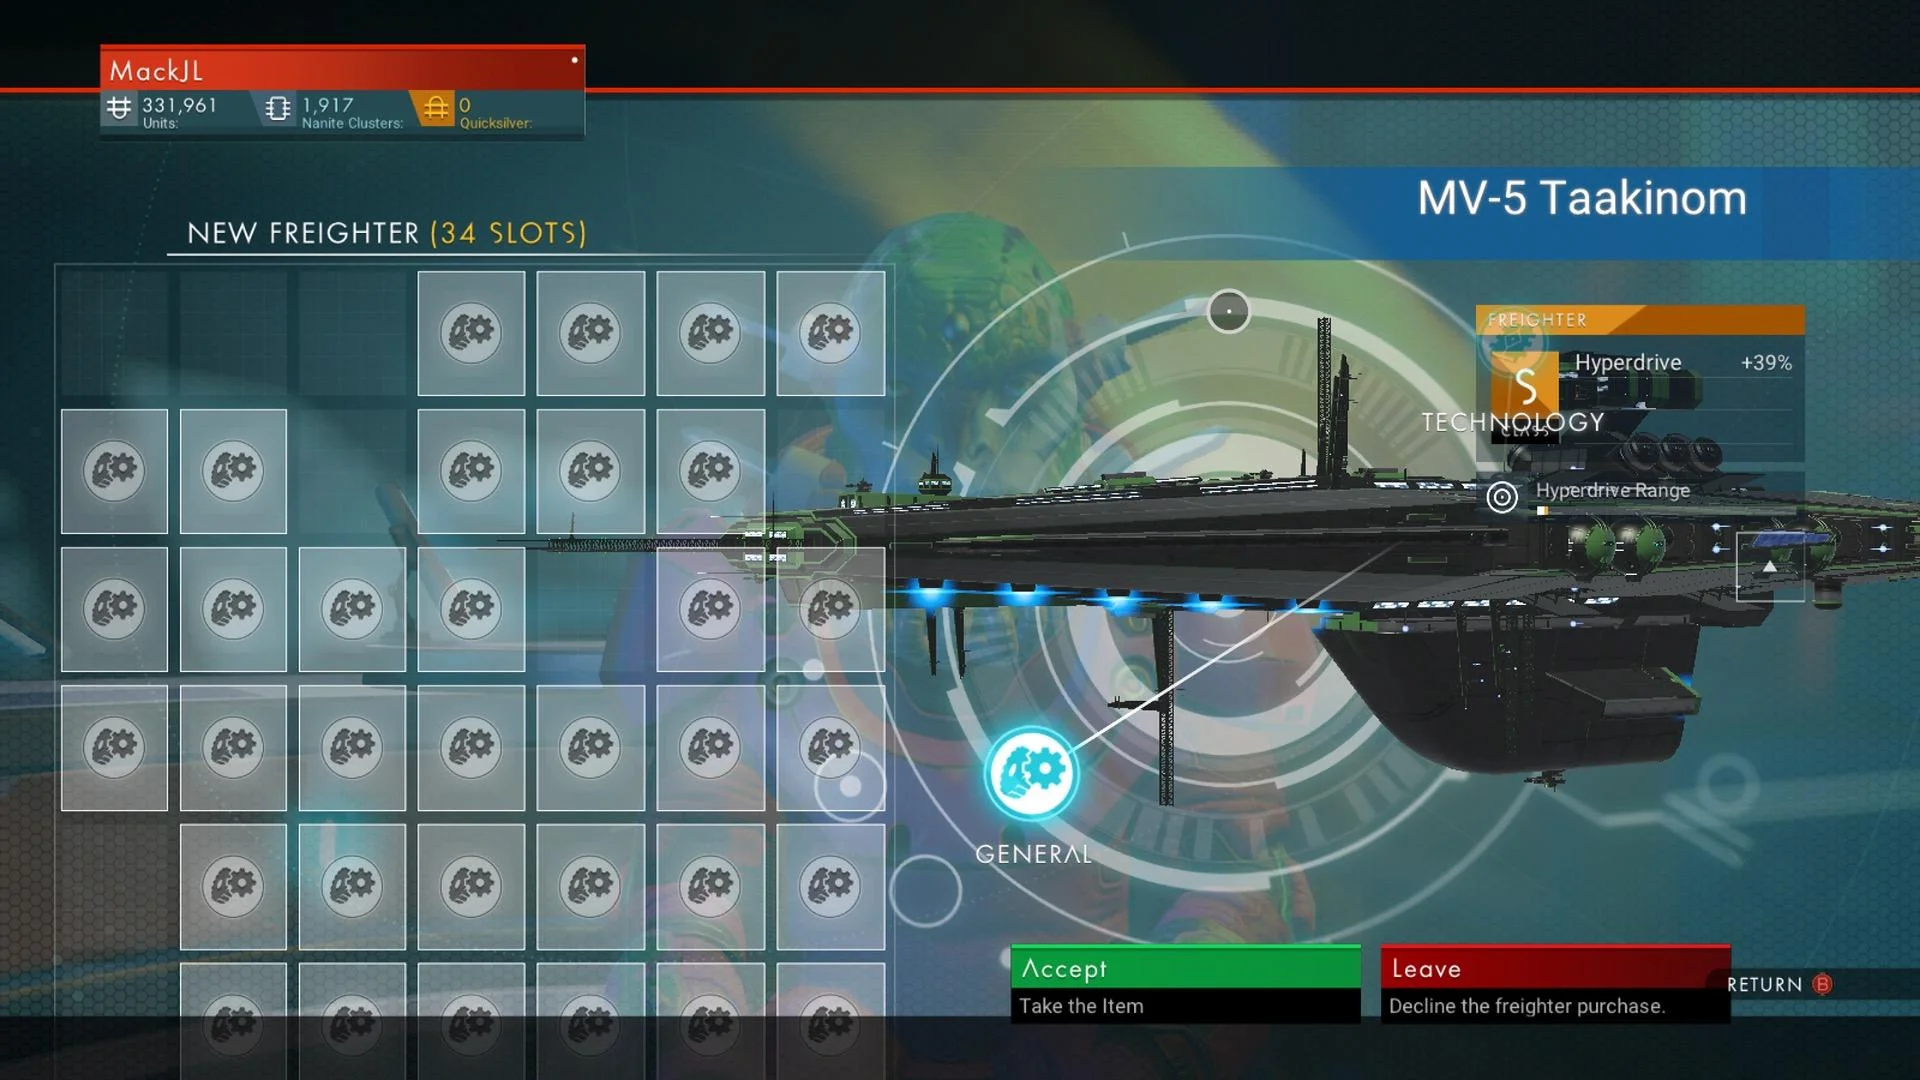 MackJL
331,961
Units:
1,917
Nanite Clusters:
0
Quicksilver:
NEW FREIGHTER (34 SLOTS)
MV-5 Taakinom
FREIGHTER
S
CLASS
Hyperdrive +39%
TECHNOLOGY
Hyperdrive Range
GENERAL
Accept
Take the Item
Leave
Decline the freighter purchase.
RETURN B